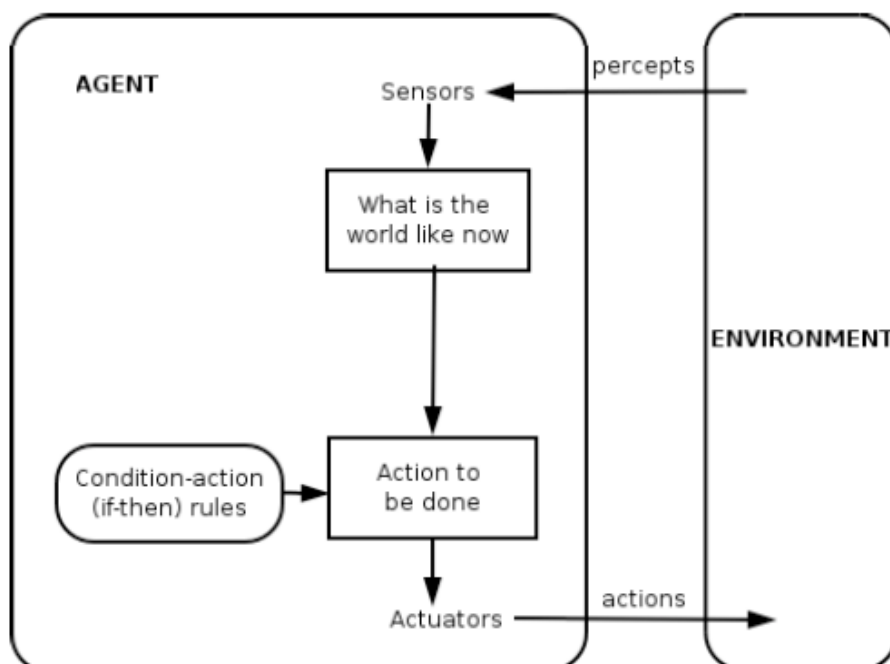 AGENT
percepts
Sensors
What is the
world like now
ENVIRONMENT
Condition-action
(if-then) rules
Action to
be done
Actuators
actions